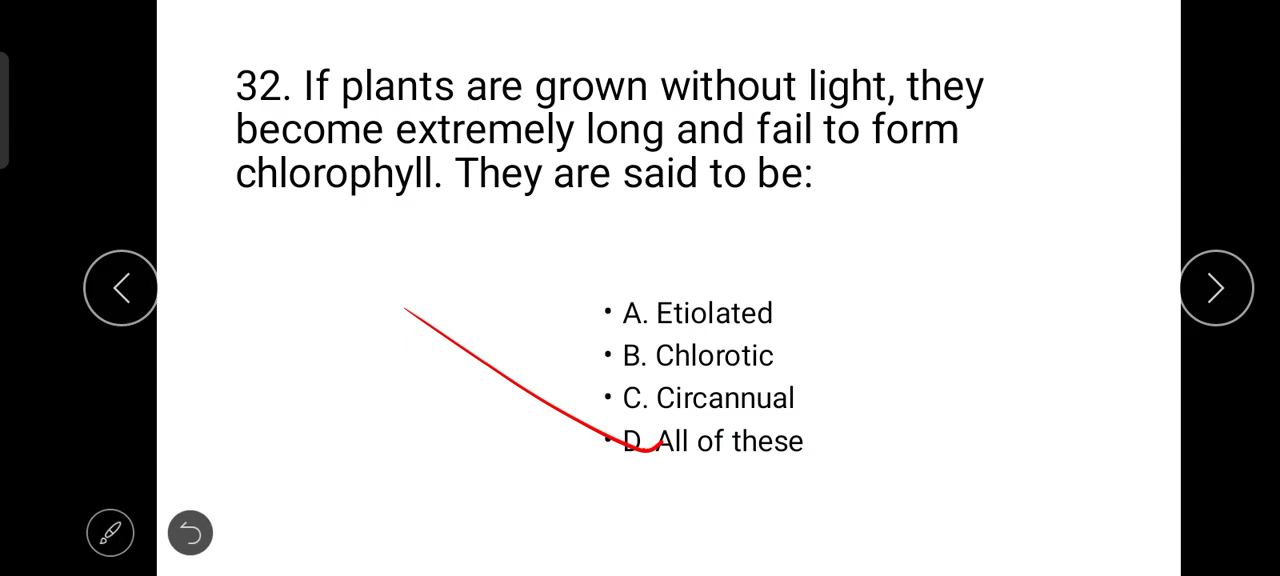 32. If plants are grown without light, they
become extremely long and fail to form
chlorophyll. They are said to be:
• A. Etiolated
• B. Chlorotic
• C. Circannual
• D. All of these